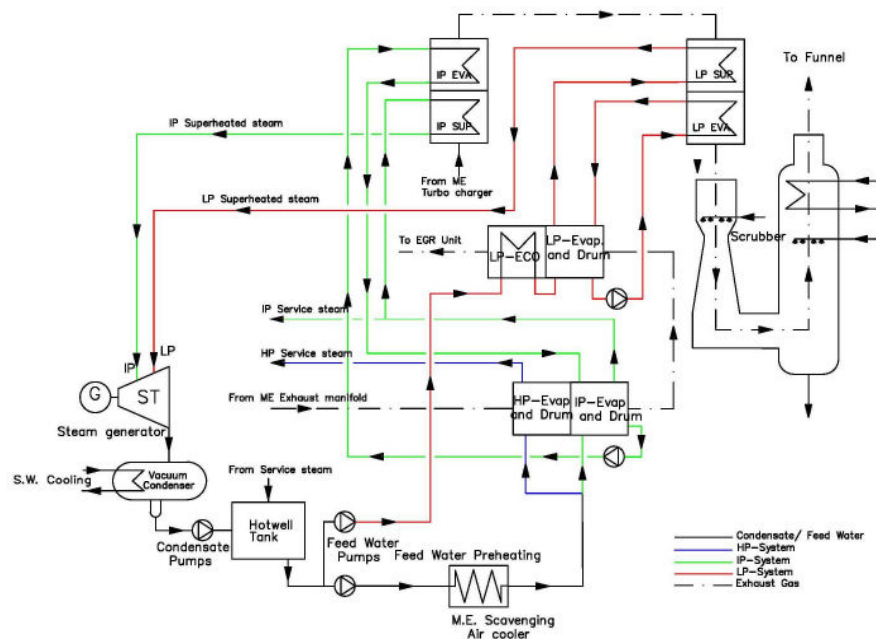 IP EVA
IP SUP
LP SUP
LP EVA
To Funnel
IP Superheated steam
From ME
Turbo charger
LP Superheated steam
Scrubber
To EGR Unit
LP-ECO
LP-Evap.
and Drum
IP Service steam
HP Service steam
From ME Exhaust manifold
HP-Evap
and Drum
IP-Evap
and Drum
IP
LP
G
ST
Steam generator
S.W. Cooling
Vacuum
Condenser
From Service steam
Hotwell
Tank
Condensate
Pumps
Feed Water
Pumps
Feed Water Preheating
M.E. Scavenging
Air cooler
Condensate/ Feed Water
HP-System
IP-System
LP-System
Exhaust Gas